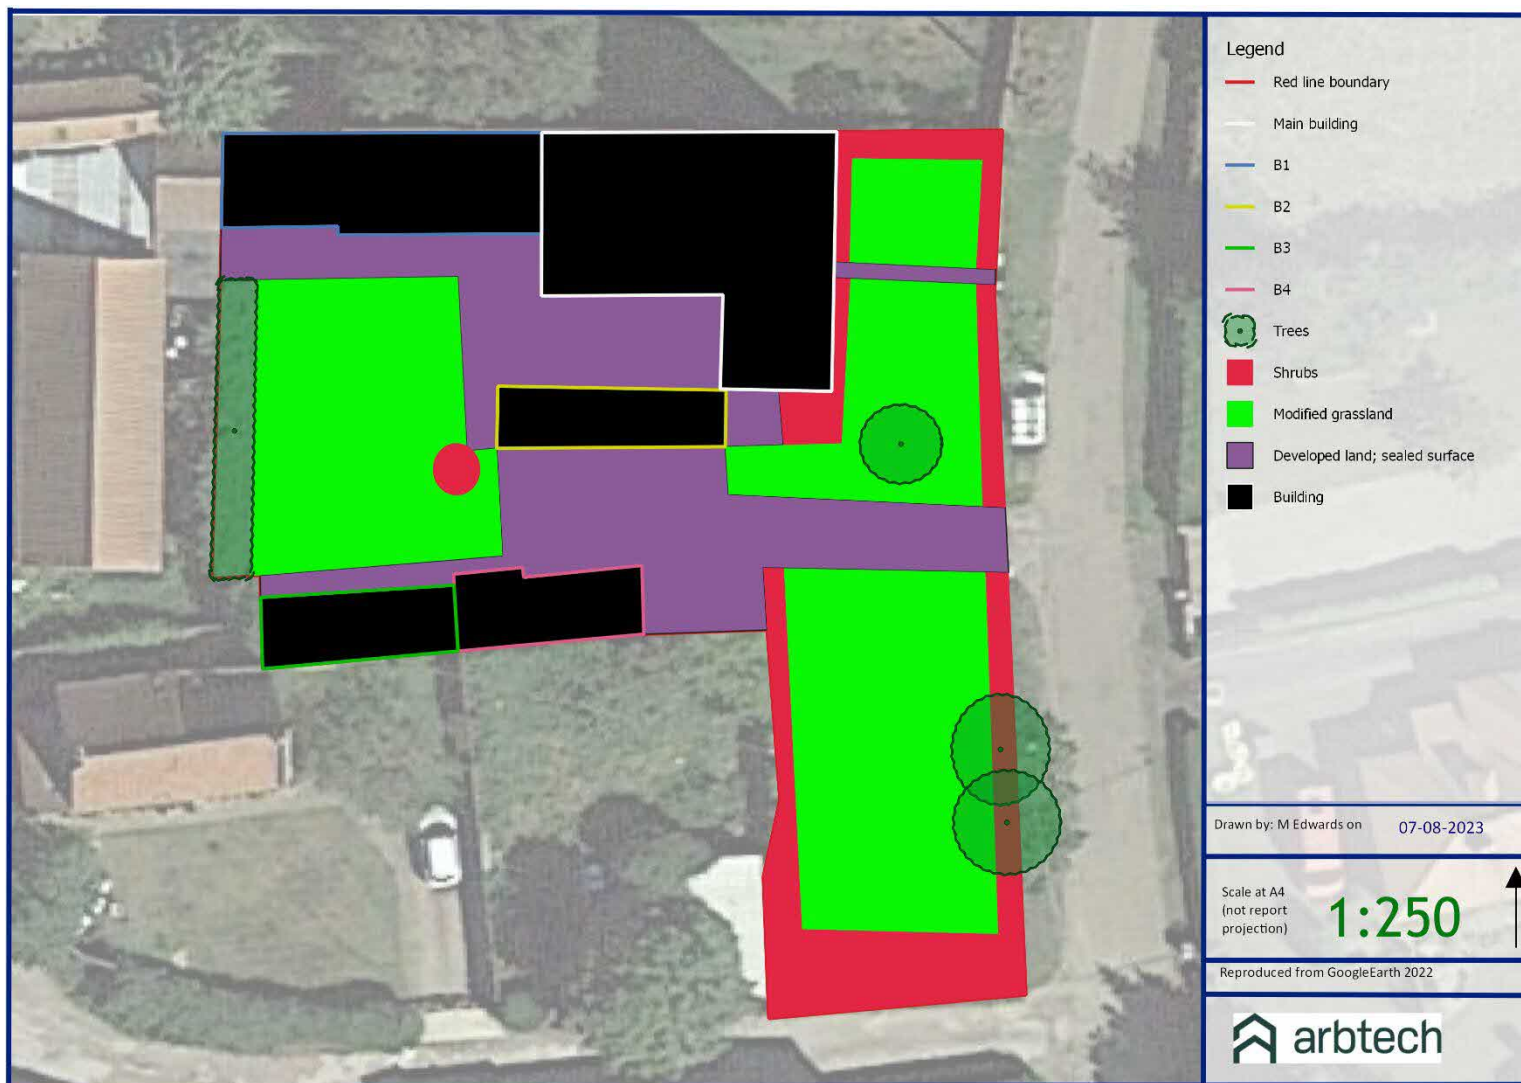 Legend
Red line boundary
Main building
B1
B2
B3
B4
Trees
Shrubs
Modified grassland
Developed land; sealed surface
Building
Drawn by: M Edwards on 07-08-2023
Scale at A4
(not report
projection)
1:250
Reproduced from GoogleEarth 2022
arbtech